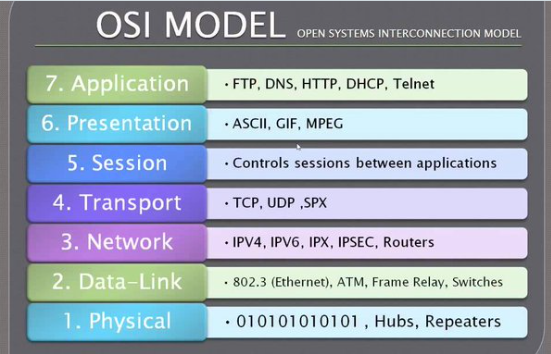 OSI MODEL OPEN SYSTEMS INTERCONNECTION MODEL
7. Application · FTP, DNS, HTTP, DHCP, Telnet
6. Presentation · ASCII, GIF, MPEG
5. Session · Controls sessions between applications
4. Transport · TCP, UDP ,SPX
3. Network · IPV4, IPV6, IPX, IPSEC, Routers
2. Data-Link · 802.3 (Ethernet), ATM, Frame Relay, Switches
1. Physical · 010101010101 , Hubs, Repeaters